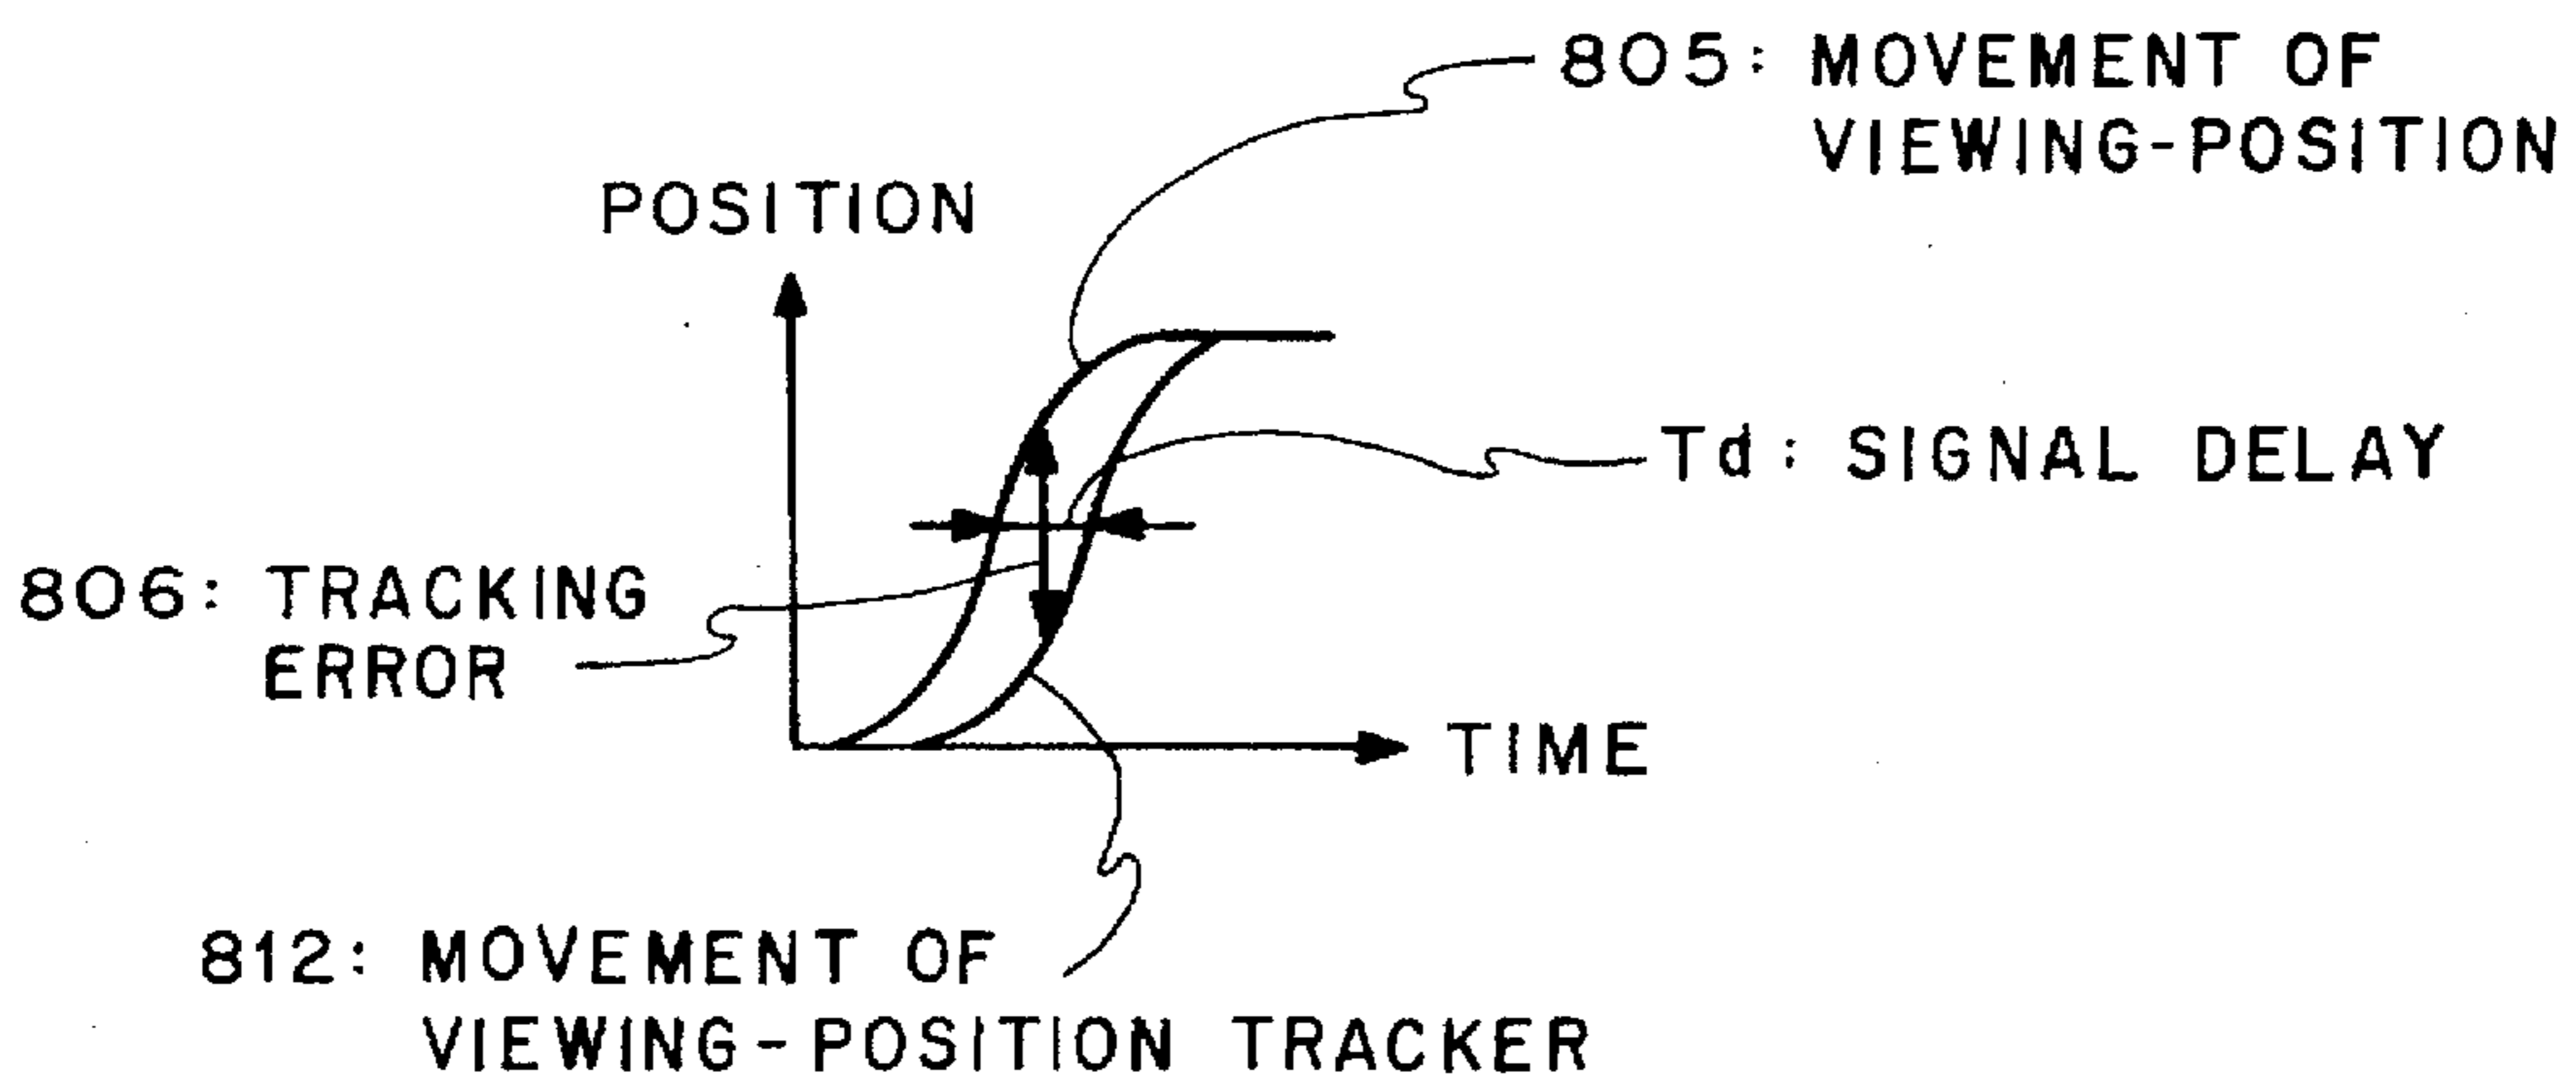 805: MOVEMENT OF
VIEWING-POSITION
POSITION
Td: SIGNAL DELAY
806: TRACKING
ERROR
TIME
812: MOVEMENT OF
VIEWING-POSITION TRACKER